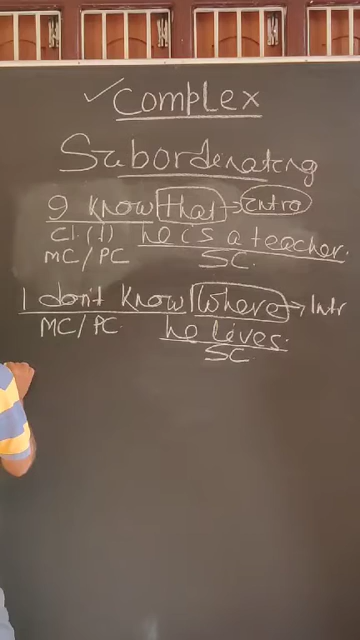 ✓Complex
Subordenateng
I know that → intro
Cl.(1) he is a teacher.
MC/PC SC.
I don't know where → Intr
MC/PC. he lives.
SC